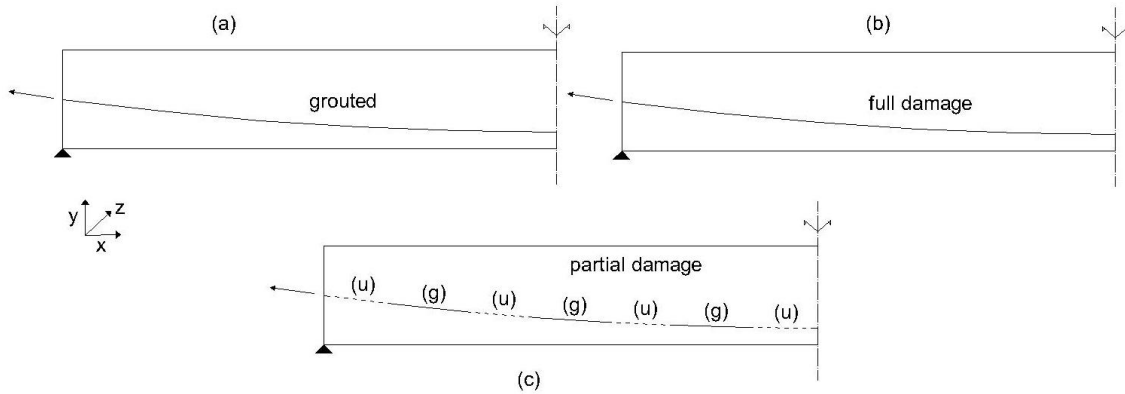 (a)
grouted
(b)
full damage
y
z
x
partial damage
(u)
(g)
(u)
(g)
(u)
(g)
(u)
(c)